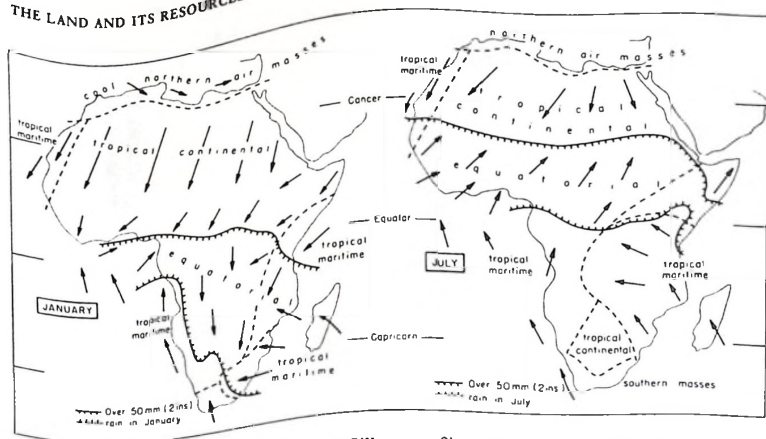 THE LAND AND ITS RESOURCES
cool northern air masses
tropical
maritime
tropical continental
equatorial
tropical
maritime
tropical
maritime
tropical
maritime
JANUARY
Over 50mm (2ins)
rain in January
Cancer
Equator
Capricorn
northern air masses
tropical
maritime
tropical
continental
equatorial
JULY
tropical
maritime
tropical
maritime
tropical
continental
southern masses
Over 50mm (2ins)
rain in July